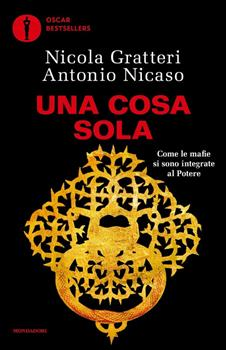 OSCAR
BESTSELLERS
Nicola Gratteri
Antonio Nicaso
UNA COSA
SOLA
Come le mafie
si sono integrate
al Potere
MONDADORI